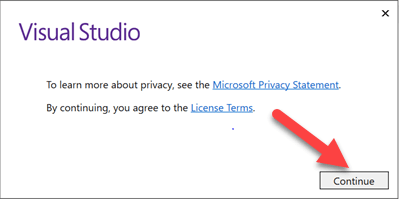 Visual Studio
To learn more about privacy, see the Microsoft Privacy Statement.
By continuing, you agree to the License Terms.
Continue